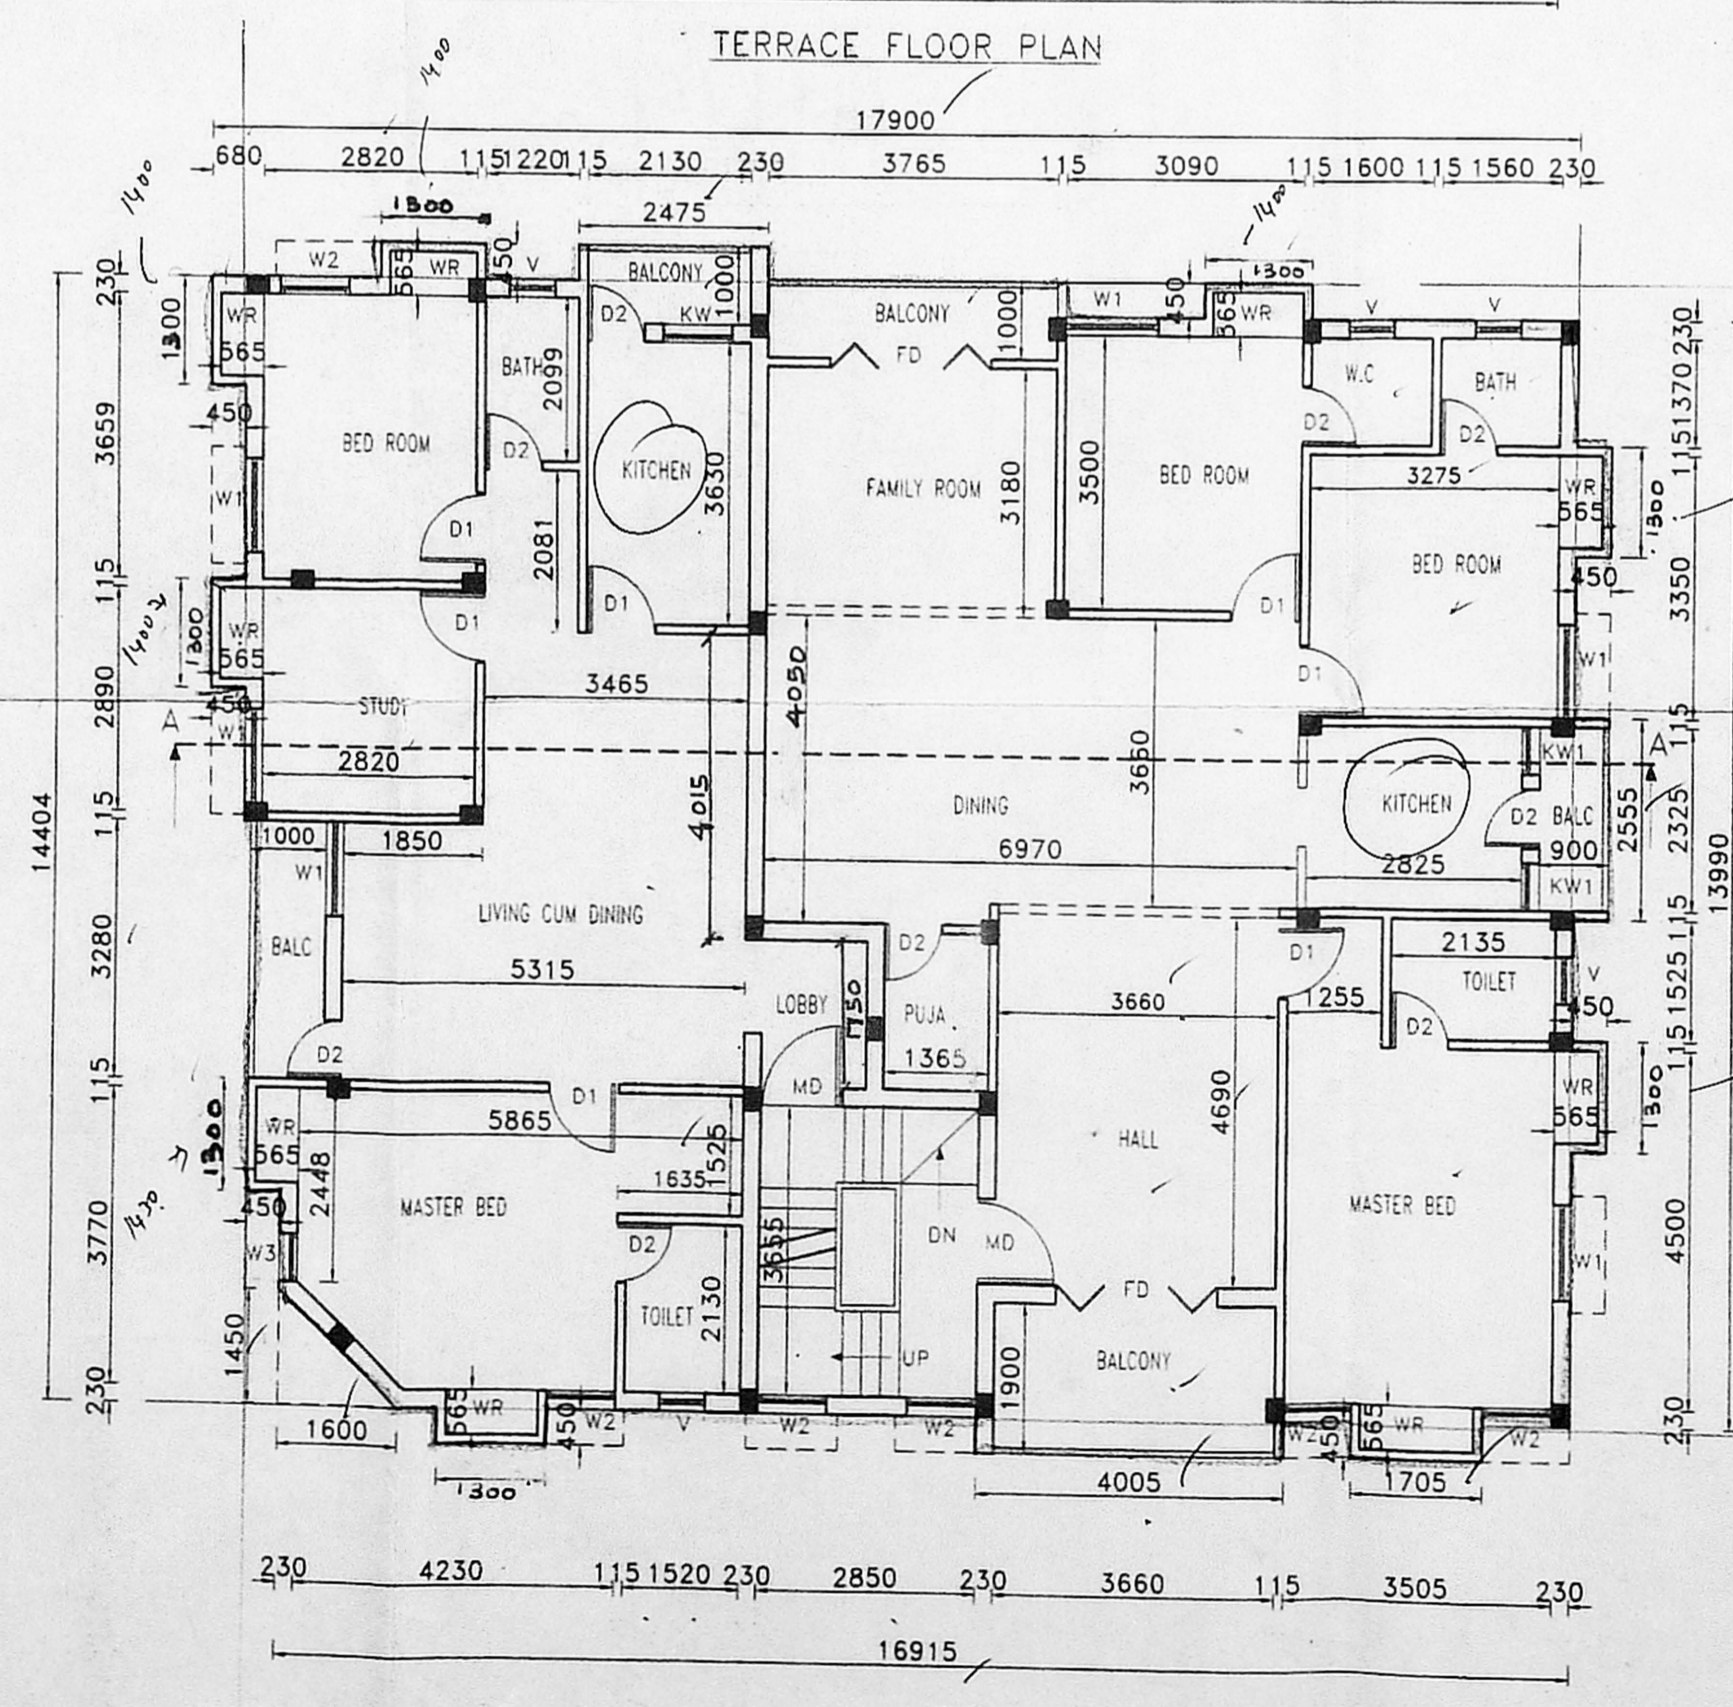 TERRACE FLOOR PLAN
1400
17900
680 2820 115 1220 115 2130 230 3765 115 3090 115 1600 115 1560 230
1400
1300
2475
1400
1300
230
W2
565
WR
450
V
BALCONY
1000
D2
KW
BALCONY
1000
FD
W1
450
565
WR
V
V
230
1300
WR
565
450
3659
BED ROOM
BATH
2099
D2
KITCHEN
3630
FAMILY ROOM
3180
3500
BED ROOM
W.C
D2
BATH
D2
1370
115
3275
WR
565
1300
450
W1
D1
2081
D1
D1
BED ROOM
3350
115
14002
1300
WR
565
450
D1
3465
4050
D1
W1
2890
A
W1
STUDY
2820
4015
3660
115
KW1
A
14404
DINING
KITCHEN
D2
BALC
2555
2325
115
1000
1850
6970
2825
900
KW1
13990
W1
LIVING CUM DINING
3280
BALC
5315
LOBBY
1750
D2
PUJA
1365
3660
D1
1255
2135
TOILET
V
450
D2
115
1525
115
D2
115
D1
MD
WR
565
1300
1300
WR
565
5865
1525
1635
4690
HALL
2448
450
MASTER BED
MASTER BED
1430
3770
W3
D2
3655
DN
MD
4500
W1
1450
TOILET
2130
FD
UP
1900
BALCONY
230
565
WR
450
W2
V
W2
W2
W2
450
565
WR
W2
230
1600
1300
4005
1705
230 4230 115 1520 230 2850 230 3660 115 3505 230
16915